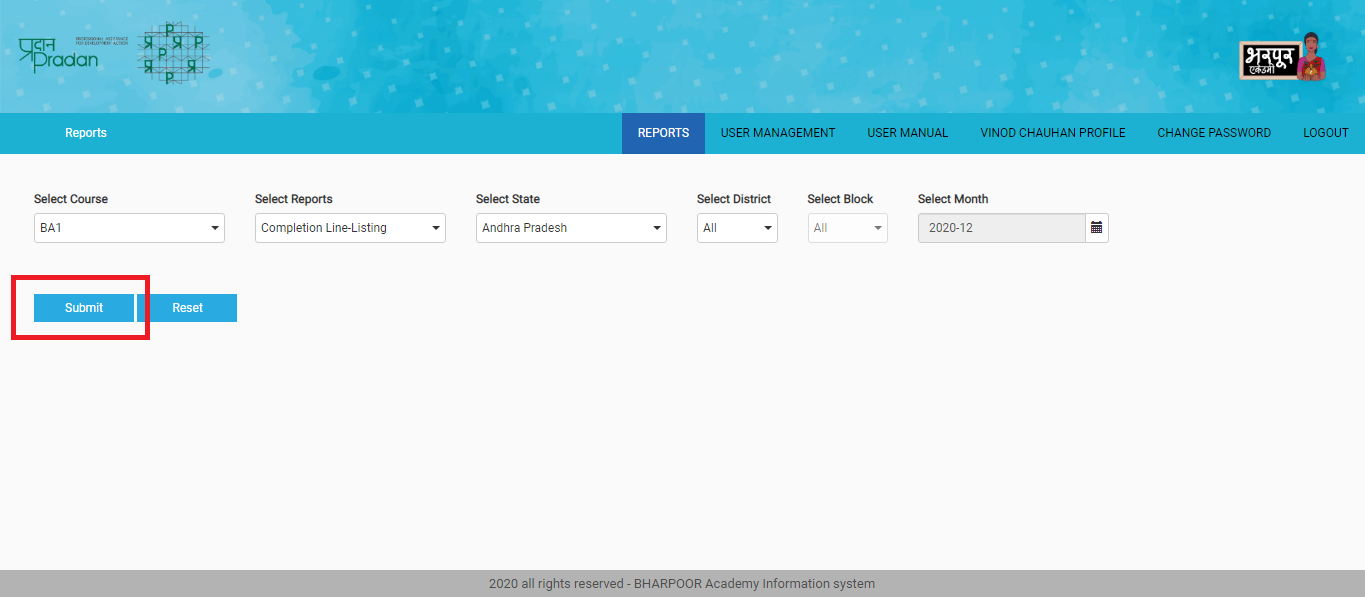 प्रदान
Pradan
PROFESSIONAL ASSISTANCE
FOR DEVELOPMENT ACTION
P
प्र प्र P
P
प्र प्र
P
भरपूर
एकेडमी
Reports
REPORTS
USER MANAGEMENT
USER MANUAL
VINOD CHAUHAN PROFILE
CHANGE PASSWORD
LOGOUT
Select Course
Select Reports
Select State
Select District
Select Block
Select Month
BA1
Completion Line-Listing
Andhra Pradesh
All
All
2020-12
Submit
Reset
2020 all rights reserved - BHARPOOR Academy Information system